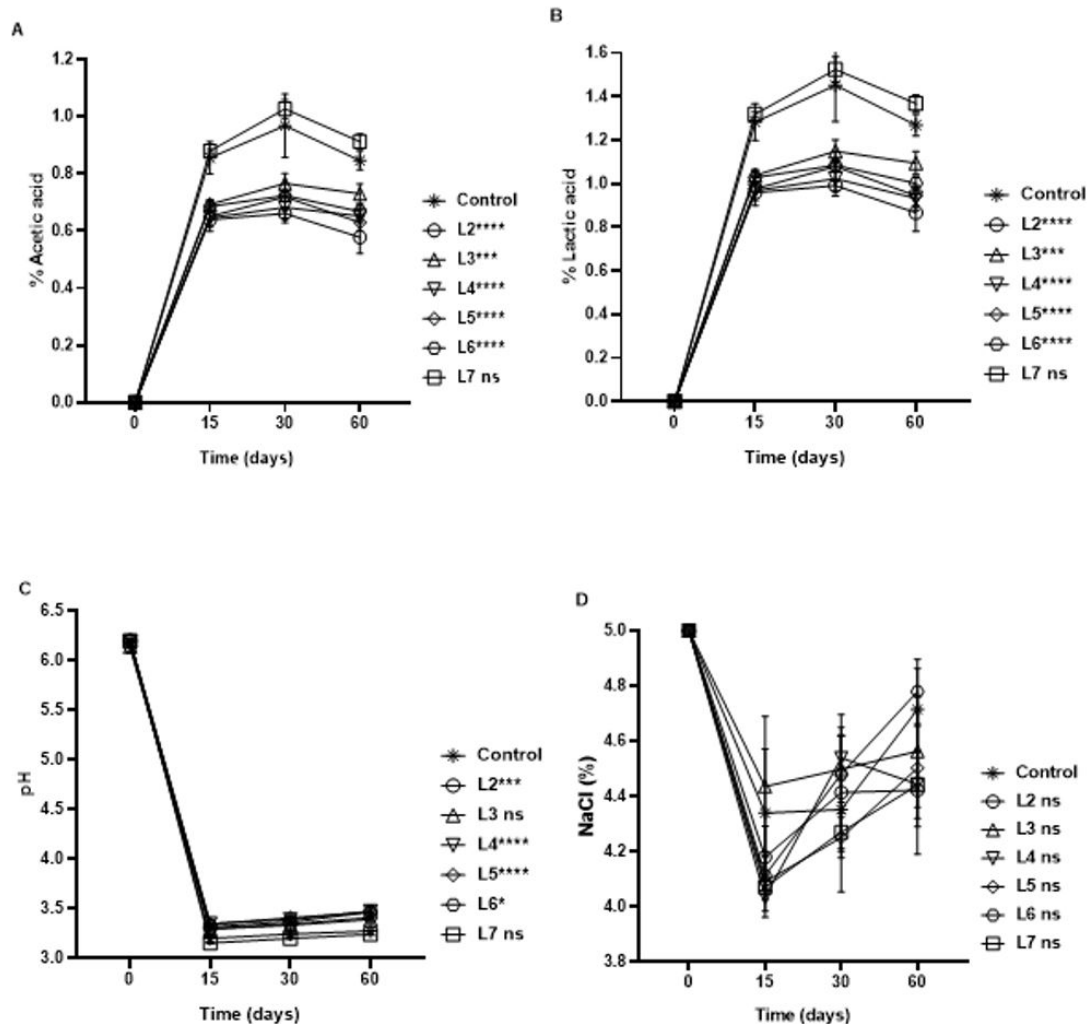 A
1.2
1.0
0.8
0.6
0.4
0.2
0.0
% Acetic acid
0
15
30
60
Time (days)
Control
L2****
L3***
L4****
L5****
L6****
L7 ns
B
1.6
1.4
1.2
1.0
0.8
0.6
0.4
0.2
0.0
% Lactic acid
0
15
30
60
Time (days)
Control
L2****
L3***
L4****
L5****
L6****
L7 ns
C
6.5
6.0
5.5
5.0
4.5
4.0
3.5
3.0
pH
0
15
30
60
Time (days)
Control
L2***
L3 ns
L4****
L5****
L6*
L7 ns
D
5.0
4.8
4.6
4.4
4.2
4.0
3.8
NaCl (%)
0
15
30
60
Time (days)
Control
L2 ns
L3 ns
L4 ns
L5 ns
L6 ns
L7 ns